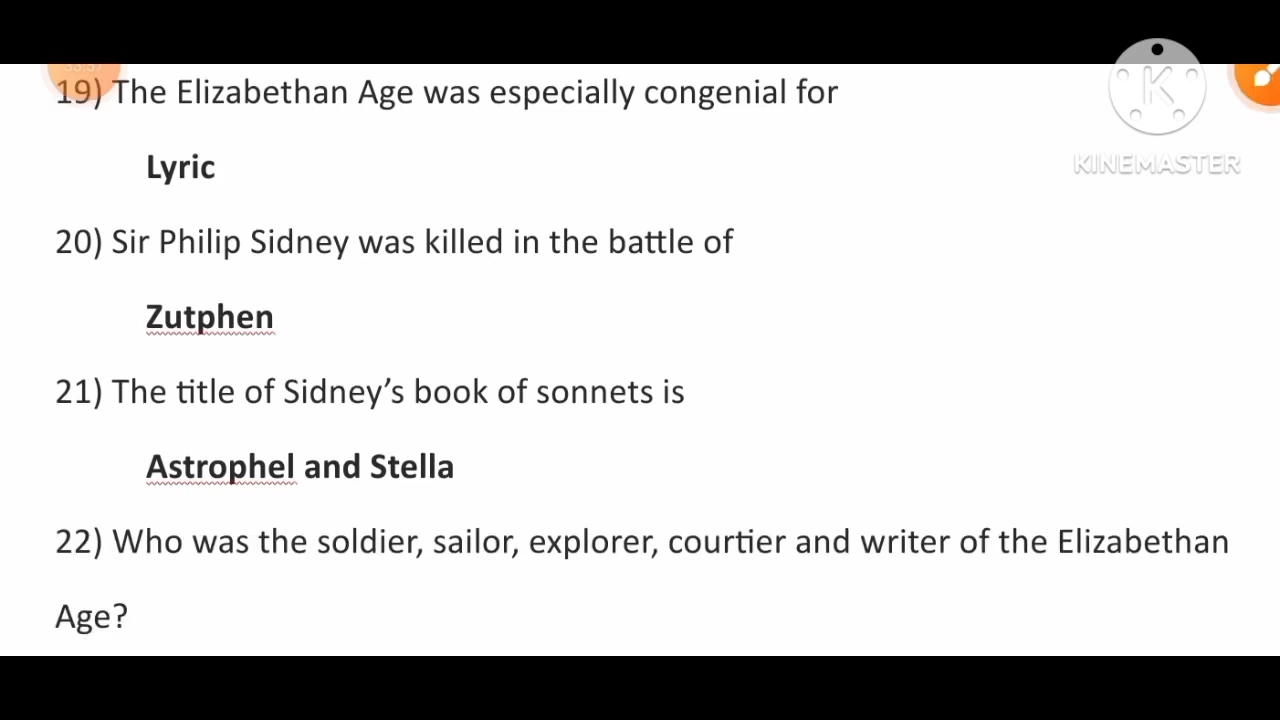 19) The Elizabethan Age was especially congenial for
Lyric
KINEMASTER
20) Sir Philip Sidney was killed in the battle of
Zutphen
21) The title of Sidney’s book of sonnets is
Astrophel and Stella
22) Who was the soldier, sailor, explorer, courtier and writer of the Elizabethan
Age?